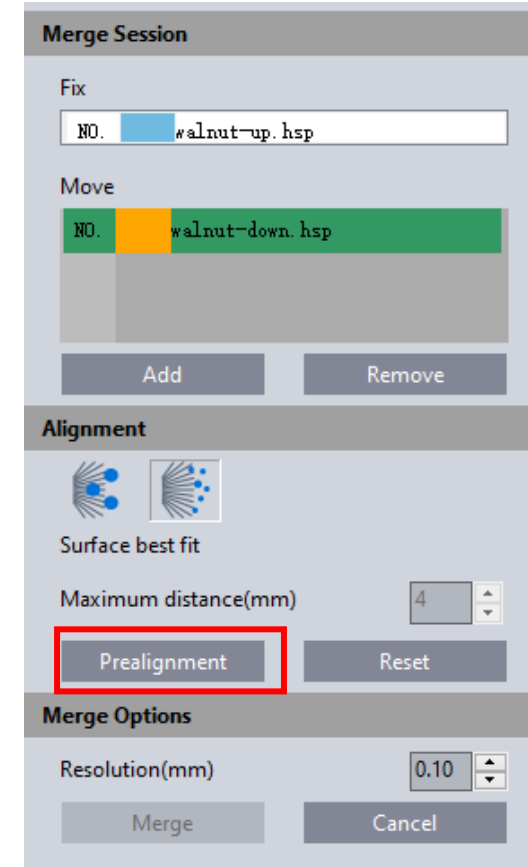 Merge Session
Fix
NO. walnut-up.hsp
Move
NO. walnut-down.hsp
Add Remove
Alignment
Surface best fit
Maximum distance(mm) 4
Prealignment Reset
Merge Options
Resolution(mm) 0.10
Merge Cancel